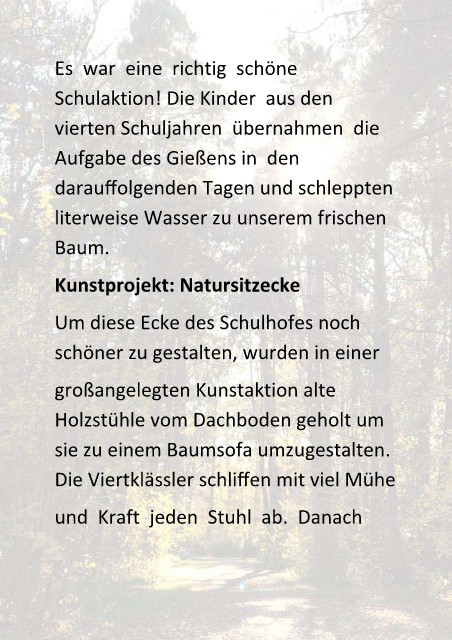 Es war eine richtig schöne
Schulaktion! Die Kinder aus den
vierten Schuljahren übernahmen die
Aufgabe des Gießens in den
darauffolgenden Tagen und schleppten
literweise Wasser zu unserem frischen
Baum.
Kunstprojekt: Natursitzecke
Um diese Ecke des Schulhofes noch
schöner zu gestalten, wurden in einer
großangelegten Kunstaktion alte
Holzstühle vom Dachboden geholt um
sie zu einem Baumsofa umzugestalten.
Die Viertklässler schliffen mit viel Mühe
und Kraft jeden Stuhl ab. Danach